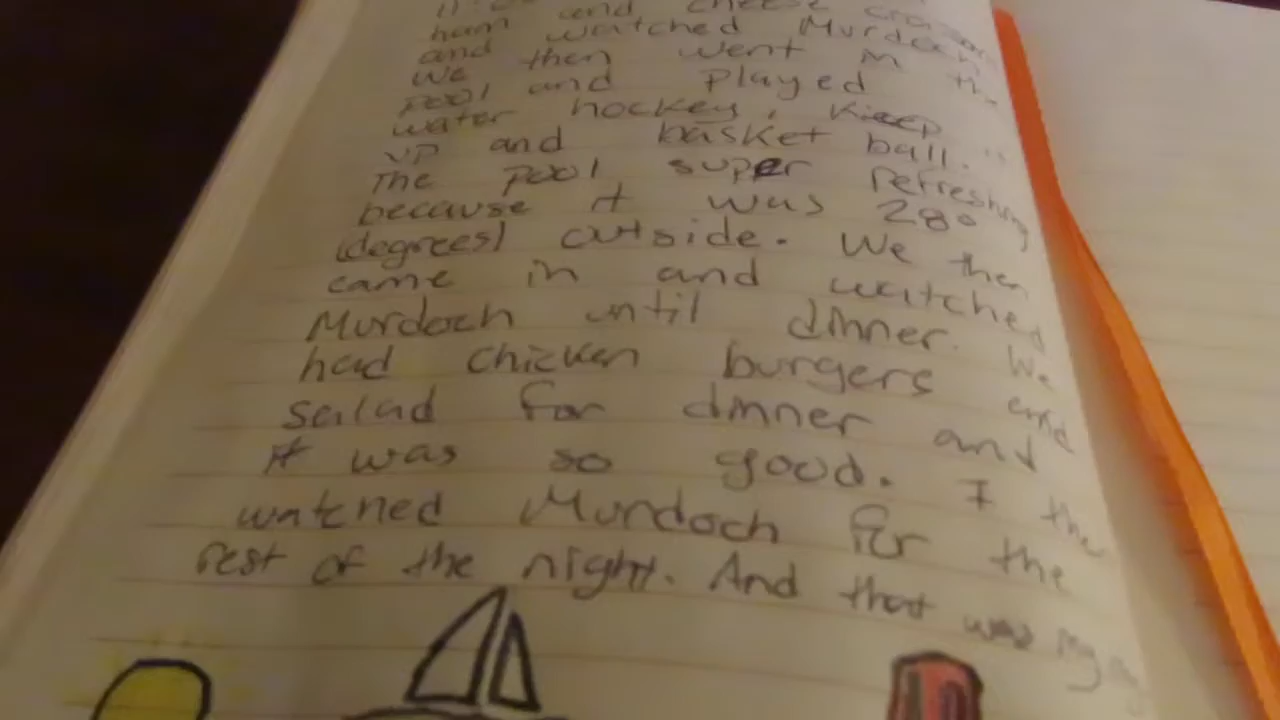 ham and cheese
and watched Murdoch
we then went in the
pool and played
water hockey, Kieep
up and basket ball.
The pool super refreshing
because it was 28°
(degrees) outside. We then
came in and watched
Murdoch until dinner. We
had chicken burgers and
salad for dinner and
it was so good. I the
watched Murdoch for the
rest of the night. And that was my